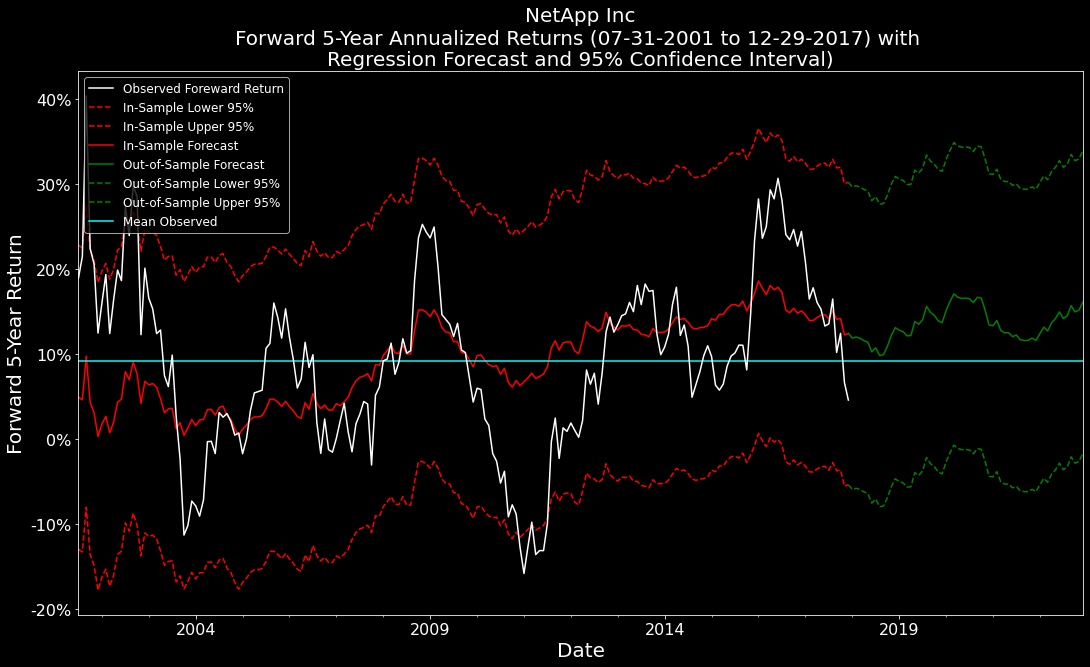 NetApp Inc
Forward 5-Year Annualized Returns (07-31-2001 to 12-29-2017) with
Regression Forecast and 95% Confidence Interval)
Observed Foreward Return
In-Sample Lower 95%
In-Sample Upper 95%
In-Sample Forecast
Out-of-Sample Forecast
Out-of-Sample Lower 95%
Out-of-Sample Upper 95%
Mean Observed
Forward 5-Year Return
40%
30%
20%
10%
0%
-10%
-20%
2004
2009
2014
2019
Date